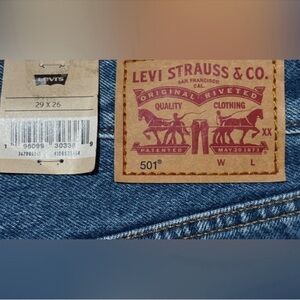 Levi's
29 X 26
LEVI STRAUSS & CO.
SAN FRANCISCO
CAL.
ORIGINAL RIVETED
QUALITY CLOTHING
XX
PATENTED MAY 20 1873
501® W L